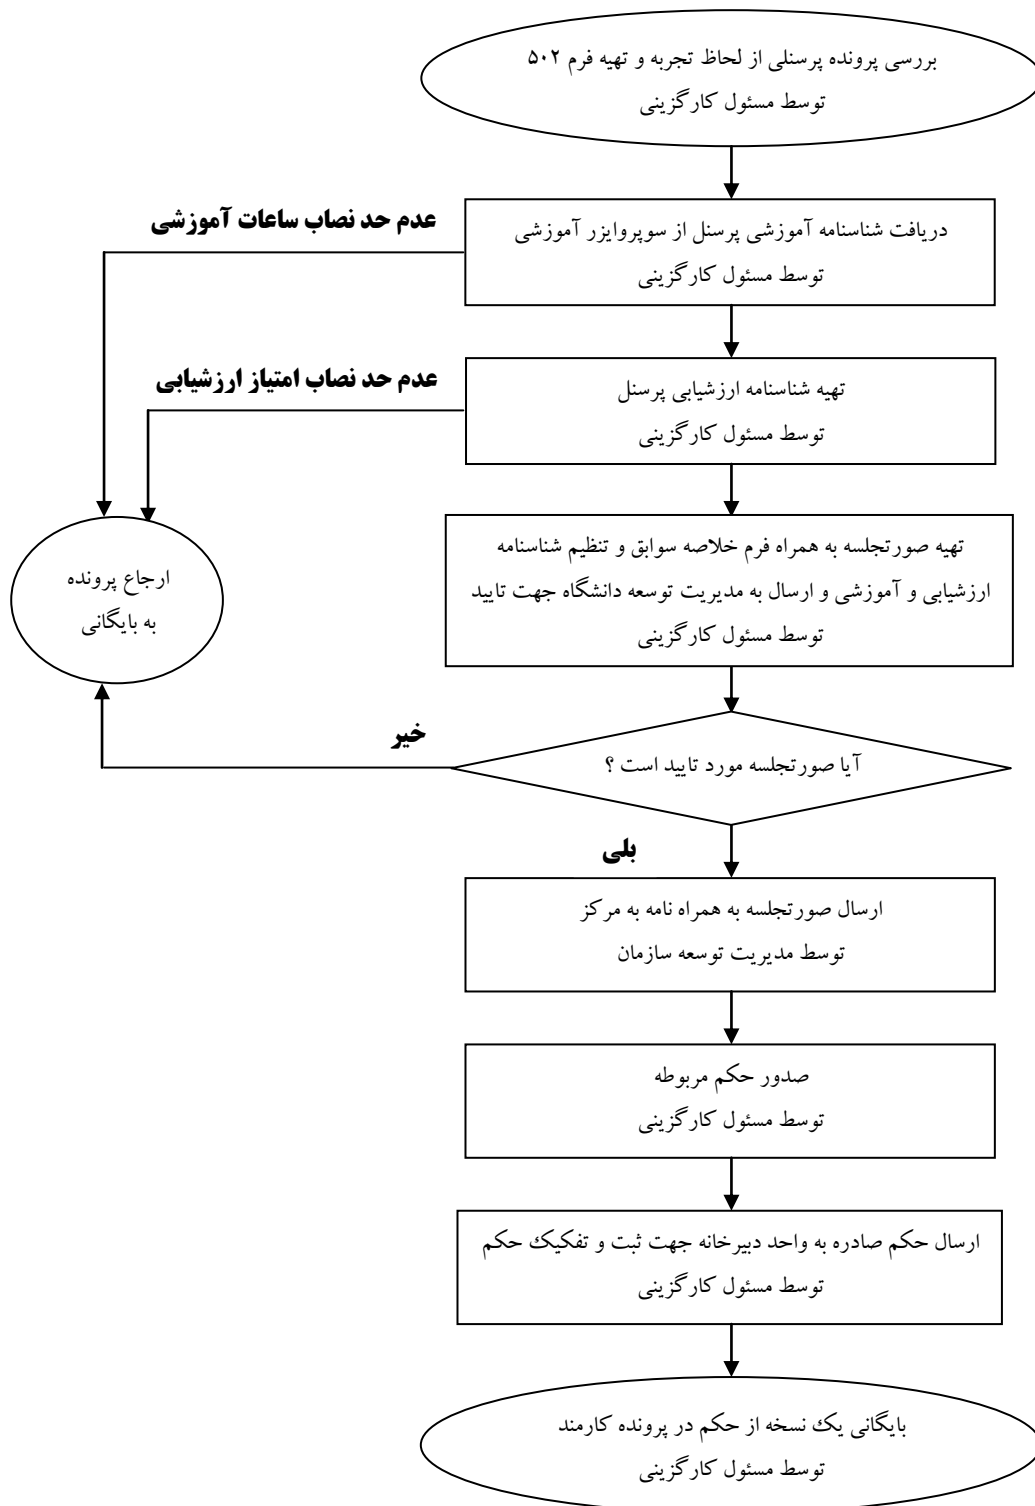 بررسی پرونده پرسنلی از لحاظ تجربه و تهیه فرم ۵۰۲
توسط مسئول کارگزینی
عدم حد نصاب ساعات آموزشی
دریافت شناسنامه آموزشی پرسنل از سوپروایزر آموزشی
توسط مسئول کارگزینی
عدم حد نصاب امتیاز ارزشیابی
تهیه شناسنامه ارزشیابی پرسنل
توسط مسئول کارگزینی
تهیه صورتجلسه به همراه فرم خلاصه سوابق و تنظیم شناسنامه
ارزشیابی و آموزشی و ارسال به مدیریت توسعه دانشگاه جهت تایید
توسط مسئول کارگزینی
ارجاع پرونده
به بایگانی
خیر
آیا صورتجلسه مورد تایید است ؟
بلی
ارسال صورتجلسه به همراه نامه به مرکز
توسط مدیریت توسعه سازمان
صدور حکم مربوطه
توسط مسئول کارگزینی
ارسال حکم صادره به واحد دبیرخانه جهت ثبت و تفکیک حکم
توسط مسئول کارگزینی
بایگانی یک نسخه از حکم در پرونده کارمند
توسط مسئول کارگزینی